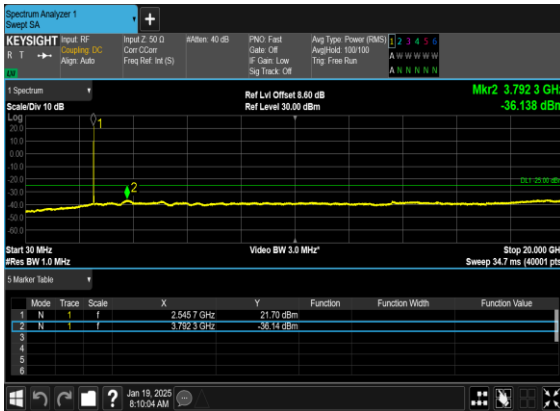 Spectrum Analyzer 1
Swept SA
+
KEYSIGHT Input: RF Input Z: 50 Ω #Atten: 40 dB PNO: Fast Avg Type: Power (RMS) 1 2 3 4 5 6
R T Coupling: DC Corr CCorr Gate: Off Avg|Hold: 100/100
Align: Auto Freq Ref: Int (S) IF Gain: Low Trig: Free Run A W W W W W
LXI Sig Track: Off A N N N N N
1 Spectrum Ref Lvl Offset 8.60 dB Mkr2 3.792 3 GHz
Scale/Div 10 dB Ref Level 30.00 dBm -36.138 dBm
Log
1
20.0
10.0
0.00
-10.0
-20.0
DL1 -25.00 dBm
-30.0
2
-40.0
-50.0
-60.0
Start 30 MHz Video BW 3.0 MHz* Stop 20.000 GHz
#Res BW 1.0 MHz Sweep 34.7 ms (40001 pts)
5 Marker Table
Mode Trace Scale X Y Function Function Width Function Value
1 N 1 f 2.545 7 GHz 21.70 dBm
2 N 1 f 3.792 3 GHz -36.14 dBm
3
4
5
6
? Jan 19, 2025
8:10:04 AM